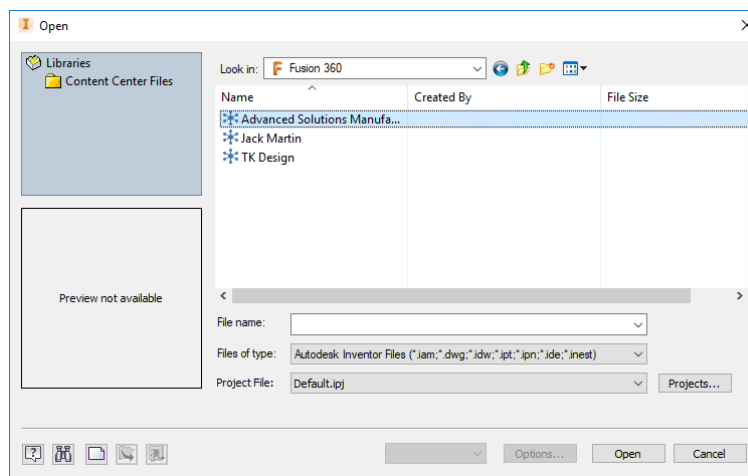 Open
Libraries
Content Center Files
Look in: Fusion 360
Name Created By File Size
Advanced Solutions Manufa...
Jack Martin
TK Design
Preview not available
File name:
Files of type: Autodesk Inventor Files (*.iam;*.dwg;*.idw;*.ipt;*.ipn;*.ide;*.inest)
Project File: Default.ipj Projects...
Options... Open Cancel